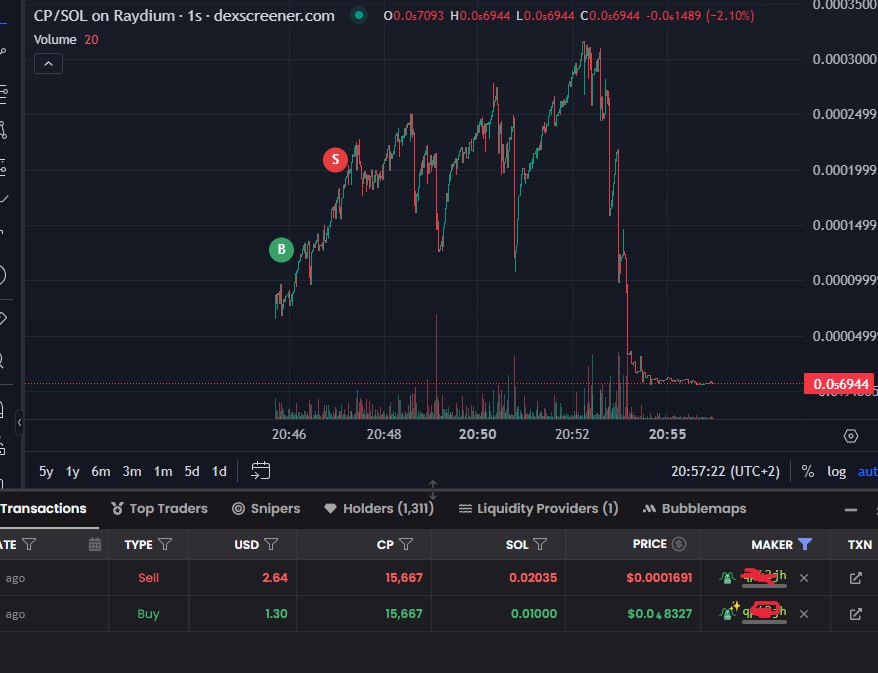 CP/SOL on Raydium · 1s · dexscreener.com O0.0₅7093 H0.0₅6944 L0.0₅6944 C0.0₅6944 -0.0₆1489 (−2.10%)
Volume 20
0.0003500
0.0003000
0.0002499
0.0001999
0.0001499
0.0000999
0.0000499
0.0₅6944
S
B
20:46 20:48 20:50 20:52 20:55
5y 1y 6m 3m 1m 5d 1d 20:57:22 (UTC+2) % log aut
Transactions Top Traders Snipers Holders (1,311) Liquidity Providers (1) Bubblemaps
ATE TYPE USD CP SOL PRICE MAKER TXN
ago Sell 2.64 15,667 0.02035 $0.0001691
ago Buy 1.30 15,667 0.01000 $0.0₄8327